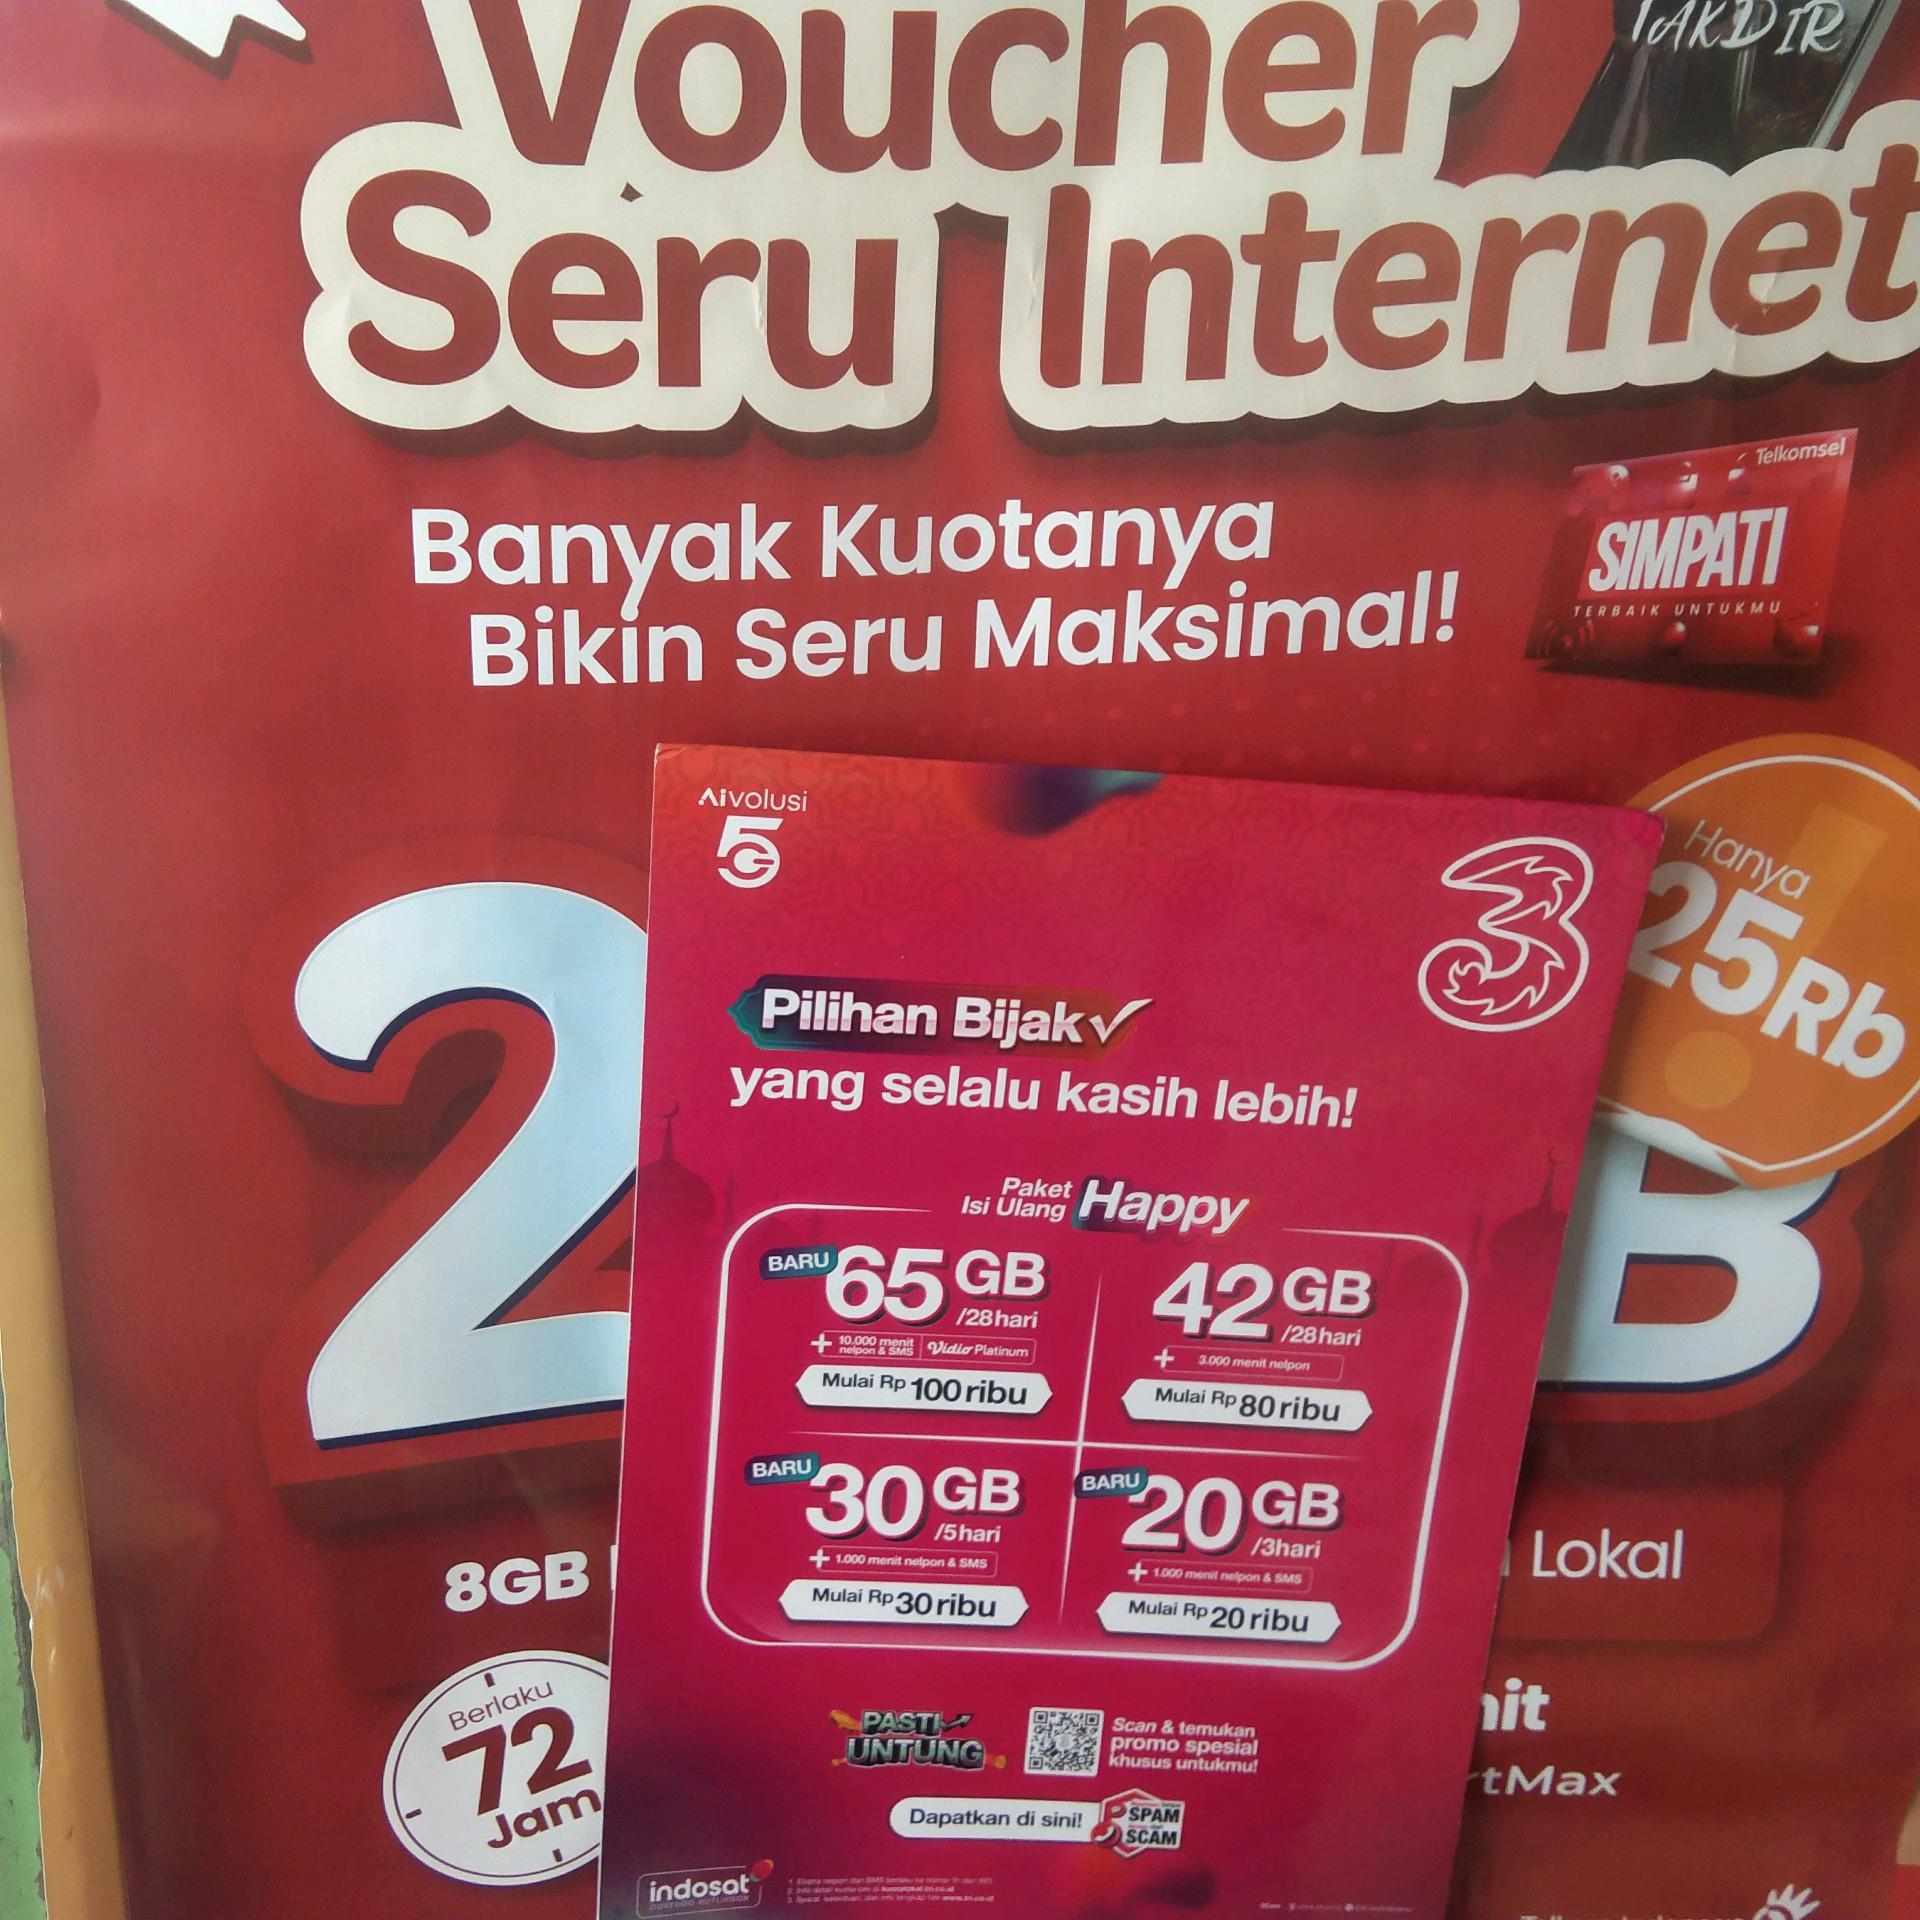 TAKDIR
Voucher
Seru Internet
Banyak Kuotanya
Bikin Seru Maksimal!
Telkomsel
SIMPATI
TERBAIK UNTUKMU
Hanya
25Rb
2
B
8GB
Lokal
Berlaku
72
Jam
nit
rtMax
Aivolusi
5G
3
Pilihan Bijak
yang selalu kasih lebih!
Paket
Isi Ulang Happy
BARU 65 GB
/28hari
+ 10.000 menit
nelpon & SMS
Vidio Platinum
Mulai Rp 100 ribu
42 GB
/28hari
+ 3.000 menit nelpon
Mulai Rp 80 ribu
BARU 30 GB
/5hari
+ 1.000 menit nelpon & SMS
Mulai Rp 30 ribu
BARU 20 GB
/3hari
+ 1.000 menit nelpon & SMS
Mulai Rp 20 ribu
PASTI
UNTUNG
Scan & temukan
promo spesial
khusus untukmu!
Dapatkan di sini!
SPAM
SCAM
indosat
OOREDOO HUTCHISON